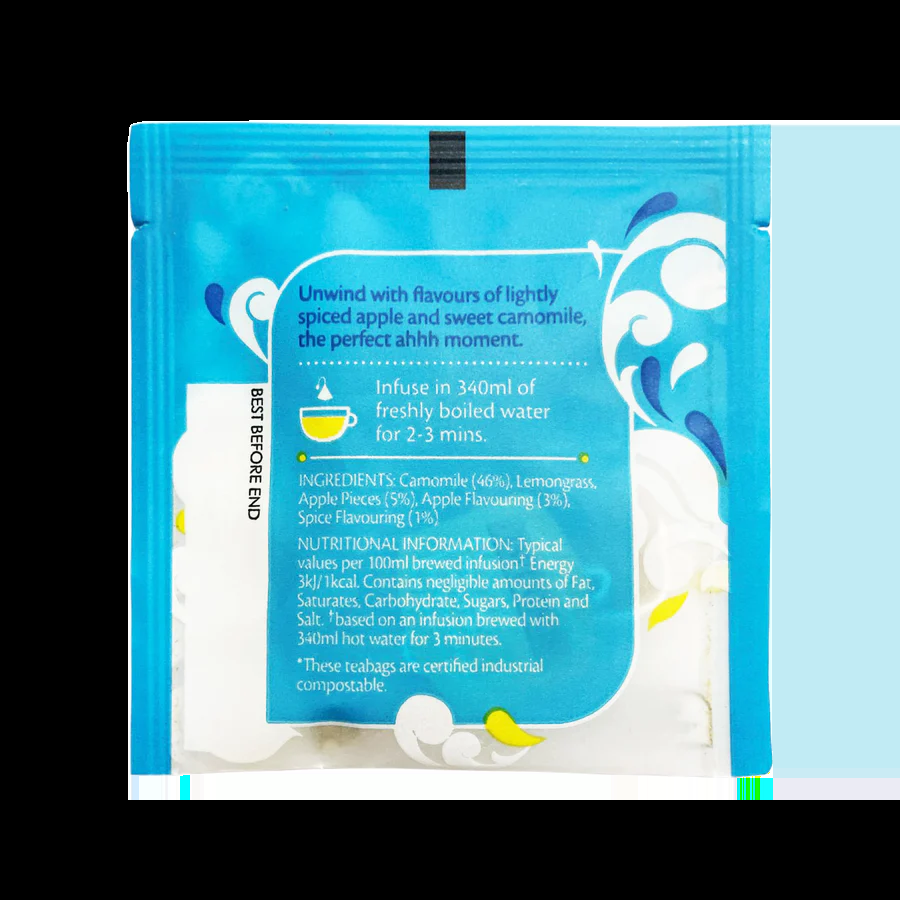 Unwind with flavours of lightly
spiced apple and sweet camomile,
the perfect ahhh moment.
Infuse in 340ml of
freshly boiled water
for 2-3 mins.
BEST BEFORE END
INGREDIENTS: Camomile (46%), Lemongrass,
Apple Pieces (5%), Apple Flavouring (3%),
Spice Flavouring (1%)
NUTRITIONAL INFORMATION: Typical
values per 100ml brewed infusion† Energy
3kJ/1kcal. Contains negligible amounts of Fat,
Saturates, Carbohydrate, Sugars, Protein and
Salt. †based on an infusion brewed with
340ml hot water for 3 minutes.
*These teabags are certified industrial
compostable.